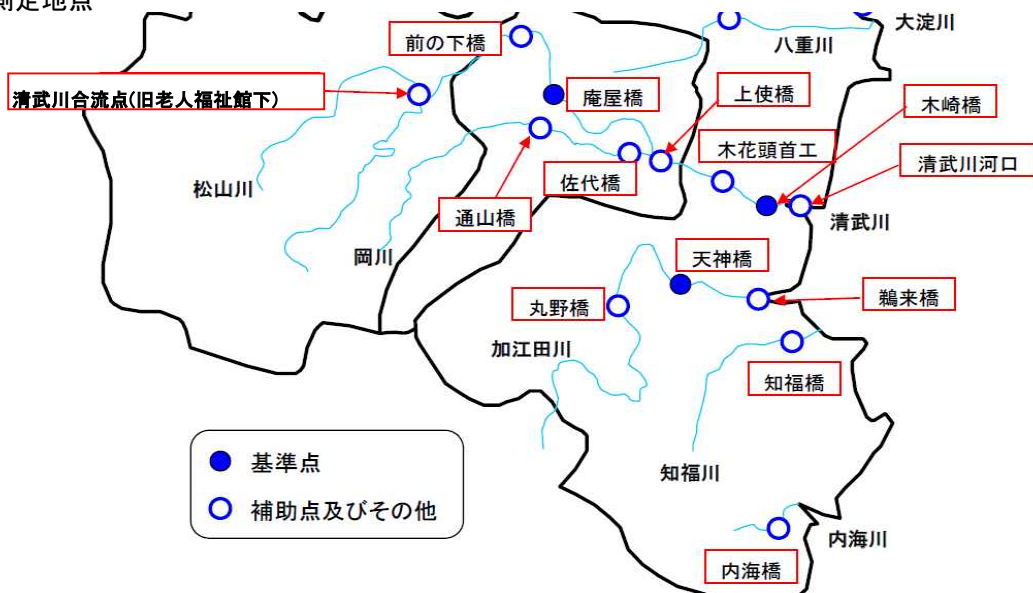 測定地点
大淀川
前の下橋
八重川
清武川合流点(旧老人福祉館下)
庵屋橋
上使橋
木崎橋
木花頭首工
清武川河口
佐代橋
松山川
通山橋
清武川
岡川
天神橋
鵜来橋
丸野橋
加江田川
知福橋
基準点
知福川
補助点及びその他
内海川
内海橋